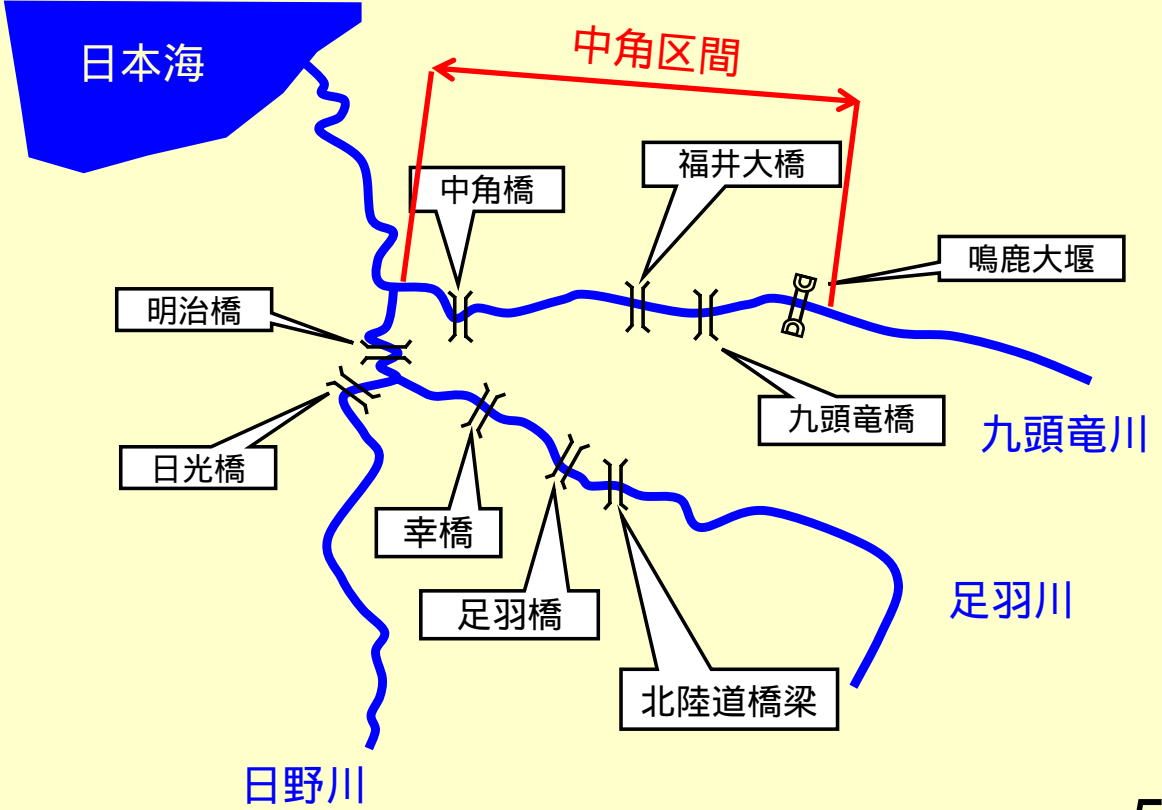 中角区間
日本海
福井大橋
中角橋
鳴鹿大堰
明治橋
九頭竜橋
九頭竜川
日光橋
幸橋
足羽橋
足羽川
北陸道橋梁
日野川